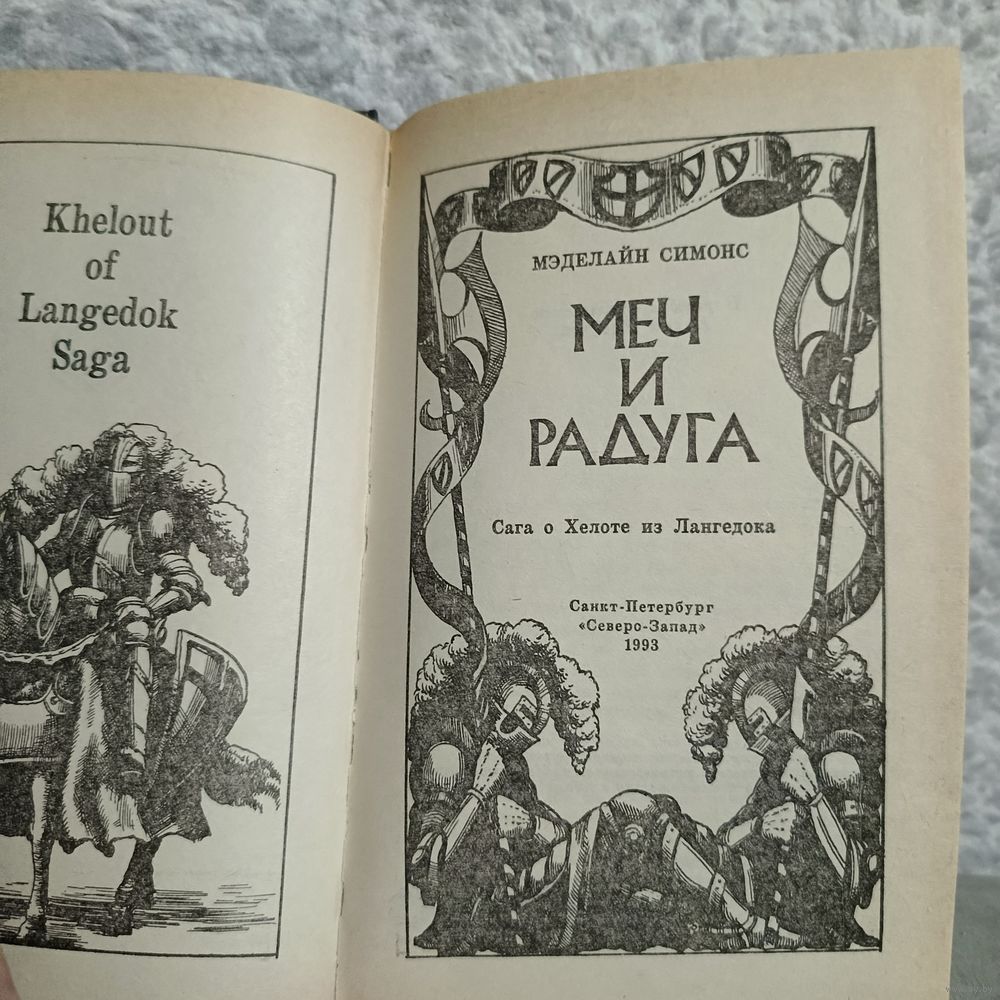 Khelout
of
Langedok
Saga
МЭДЕЛАЙН СИМОНС
МЕЧ
И
РАДУГА
Сага о Хелоте из Лангедока
Санкт-Петербург
«Северо-Запад»
1993